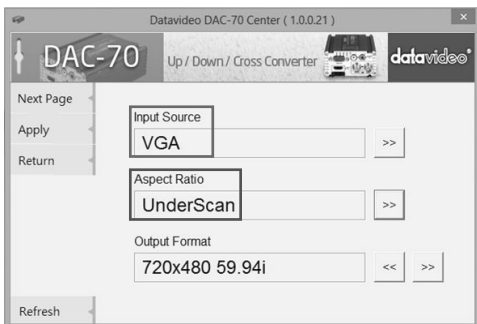 Datavideo DAC-70 Center ( 1.0.0.21 )
DAC-70
Up / Down / Cross Converter
datavideo
Next Page
Apply
Return
Input Source
VGA
>>
Aspect Ratio
UnderScan
>>
Output Format
720x480 59.94i
<< >>
Refresh